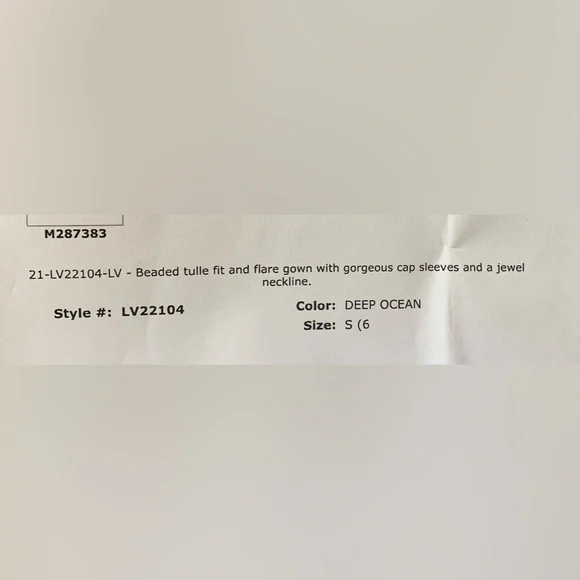 M287383
21-LV22104-LV - Beaded tulle fit and flare gown with gorgeous cap sleeves and a jewel
neckline.
Style #: LV22104
Color: DEEP OCEAN
Size: S (6